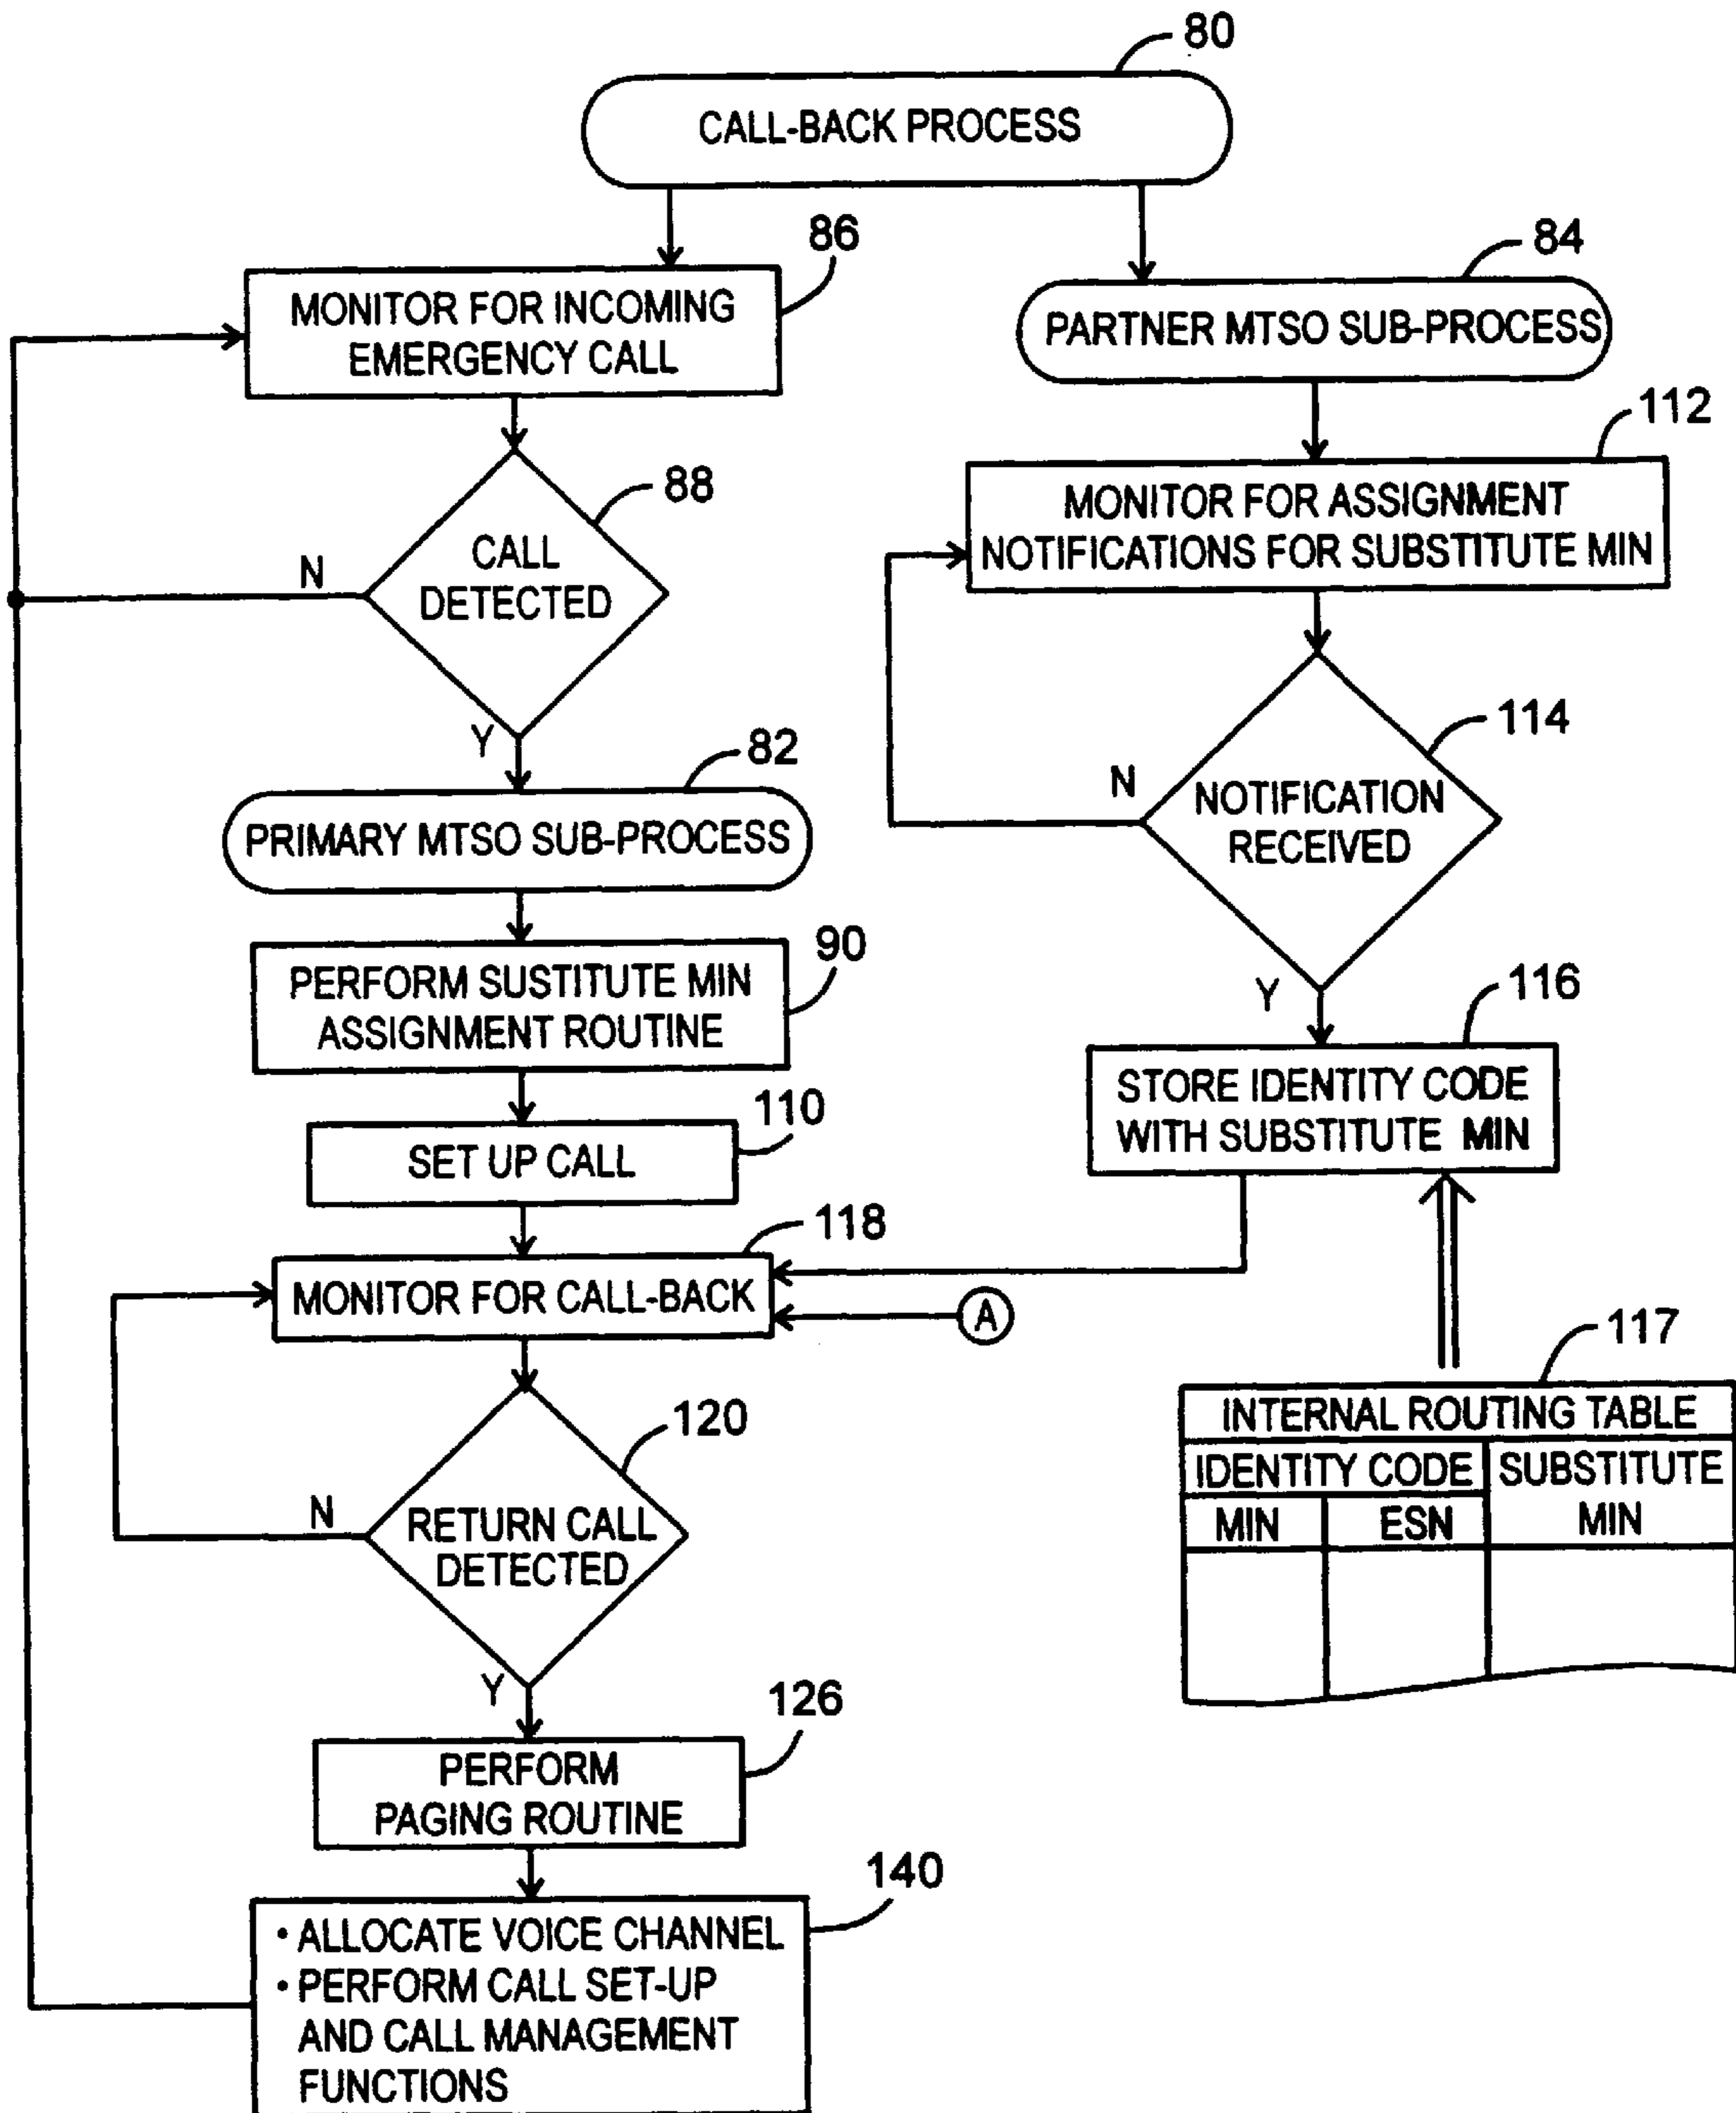 80
CALL-BACK PROCESS
86
MONITOR FOR INCOMING
EMERGENCY CALL
84
PARTNER MTSO SUB-PROCESS
88
CALL
DETECTED
N
Y
112
MONITOR FOR ASSIGNMENT
NOTIFICATIONS FOR SUBSTITUTE MIN
82
PRIMARY MTSO SUB-PROCESS
114
NOTIFICATION
RECEIVED
N
Y
90
PERFORM SUSTITUTE MIN
ASSIGNMENT ROUTINE
116
STORE IDENTITY CODE
WITH SUBSTITUTE MIN
110
SET UP CALL
118
MONITOR FOR CALL-BACK
A
117
INTERNAL ROUTING TABLE
IDENTITY CODE
SUBSTITUTE
MIN
MIN
ESN
120
RETURN CALL
DETECTED
N
Y
126
PERFORM
PAGING ROUTINE
140
• ALLOCATE VOICE CHANNEL
• PERFORM CALL SET-UP
AND CALL MANAGEMENT
FUNCTIONS